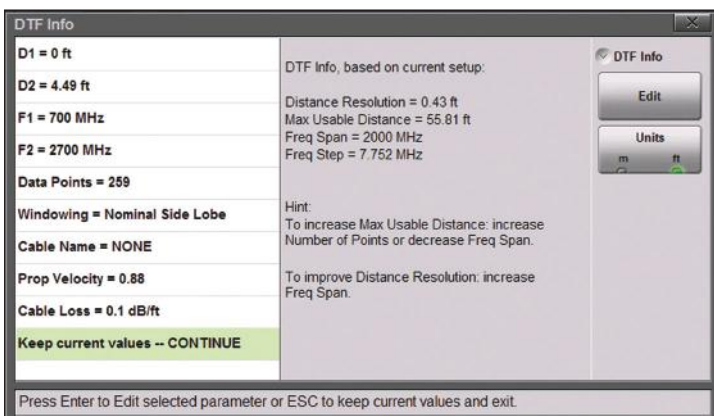 DTF Info
D1 = 0 ft
D2 = 4.49 ft
F1 = 700 MHz
F2 = 2700 MHz
Data Points = 259
Windowing = Nominal Side Lobe
Cable Name = NONE
Prop Velocity = 0.88
Cable Loss = 0.1 dB/ft
Keep current values -- CONTINUE
DTF Info, based on current setup:
Distance Resolution = 0.43 ft
Max Usable Distance = 55.81 ft
Freq Span = 2000 MHz
Freq Step = 7.752 MHz
Hint:
To increase Max Usable Distance: increase
Number of Points or decrease Freq Span.
To improve Distance Resolution: increase
Freq Span.
DTF Info
Edit
Units
m ft
Press Enter to Edit selected parameter or ESC to keep current values and exit.